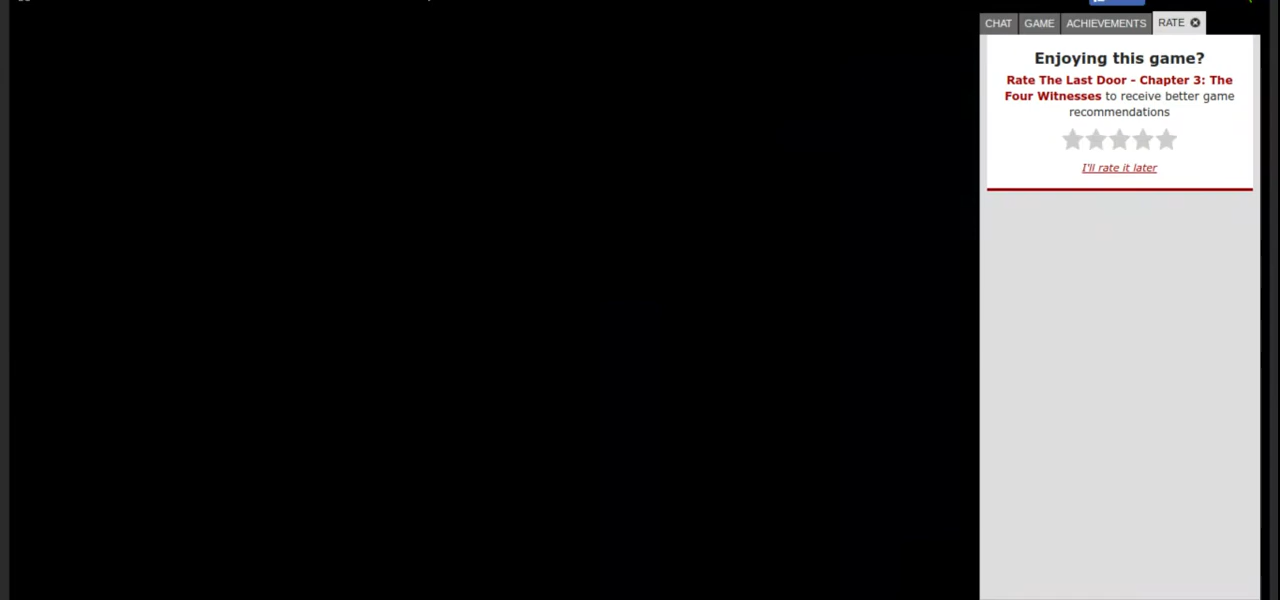 CHAT GAME ACHIEVEMENTS RATE
Enjoying this game?
Rate The Last Door - Chapter 3: The
Four Witnesses to receive better game
recommendations
I'll rate it later